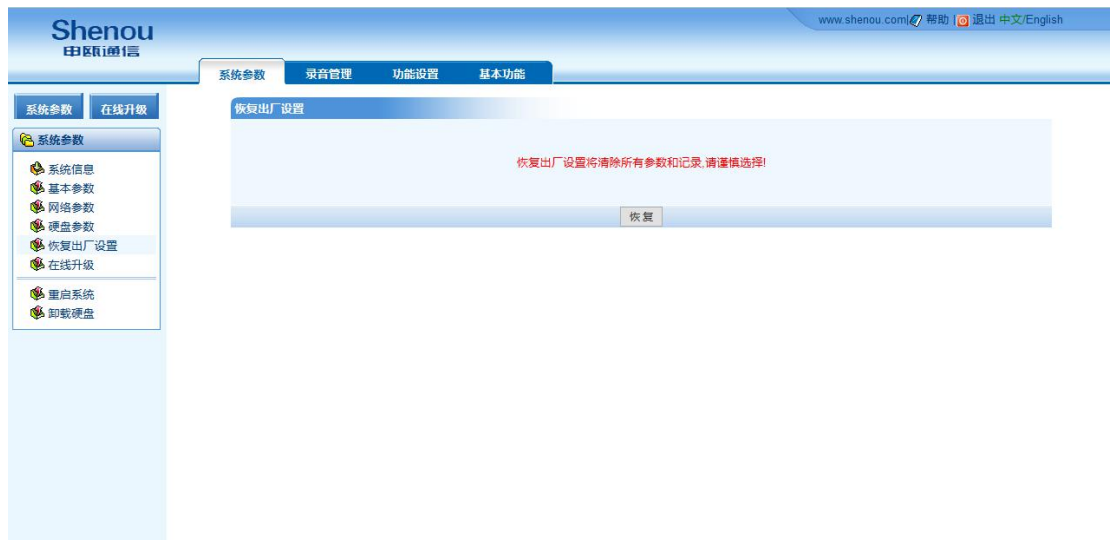 Shenou
申瓯通信
www.shenou.com| 帮助 | 退出 中文/English
系统参数 录音管理 功能设置 基本功能
系统参数 在线升级
系统参数
系统信息
基本参数
网络参数
硬盘参数
恢复出厂设置
在线升级
重启系统
卸载硬盘
恢复出厂设置
恢复出厂设置将清除所有参数和记录,请谨慎选择!
恢复